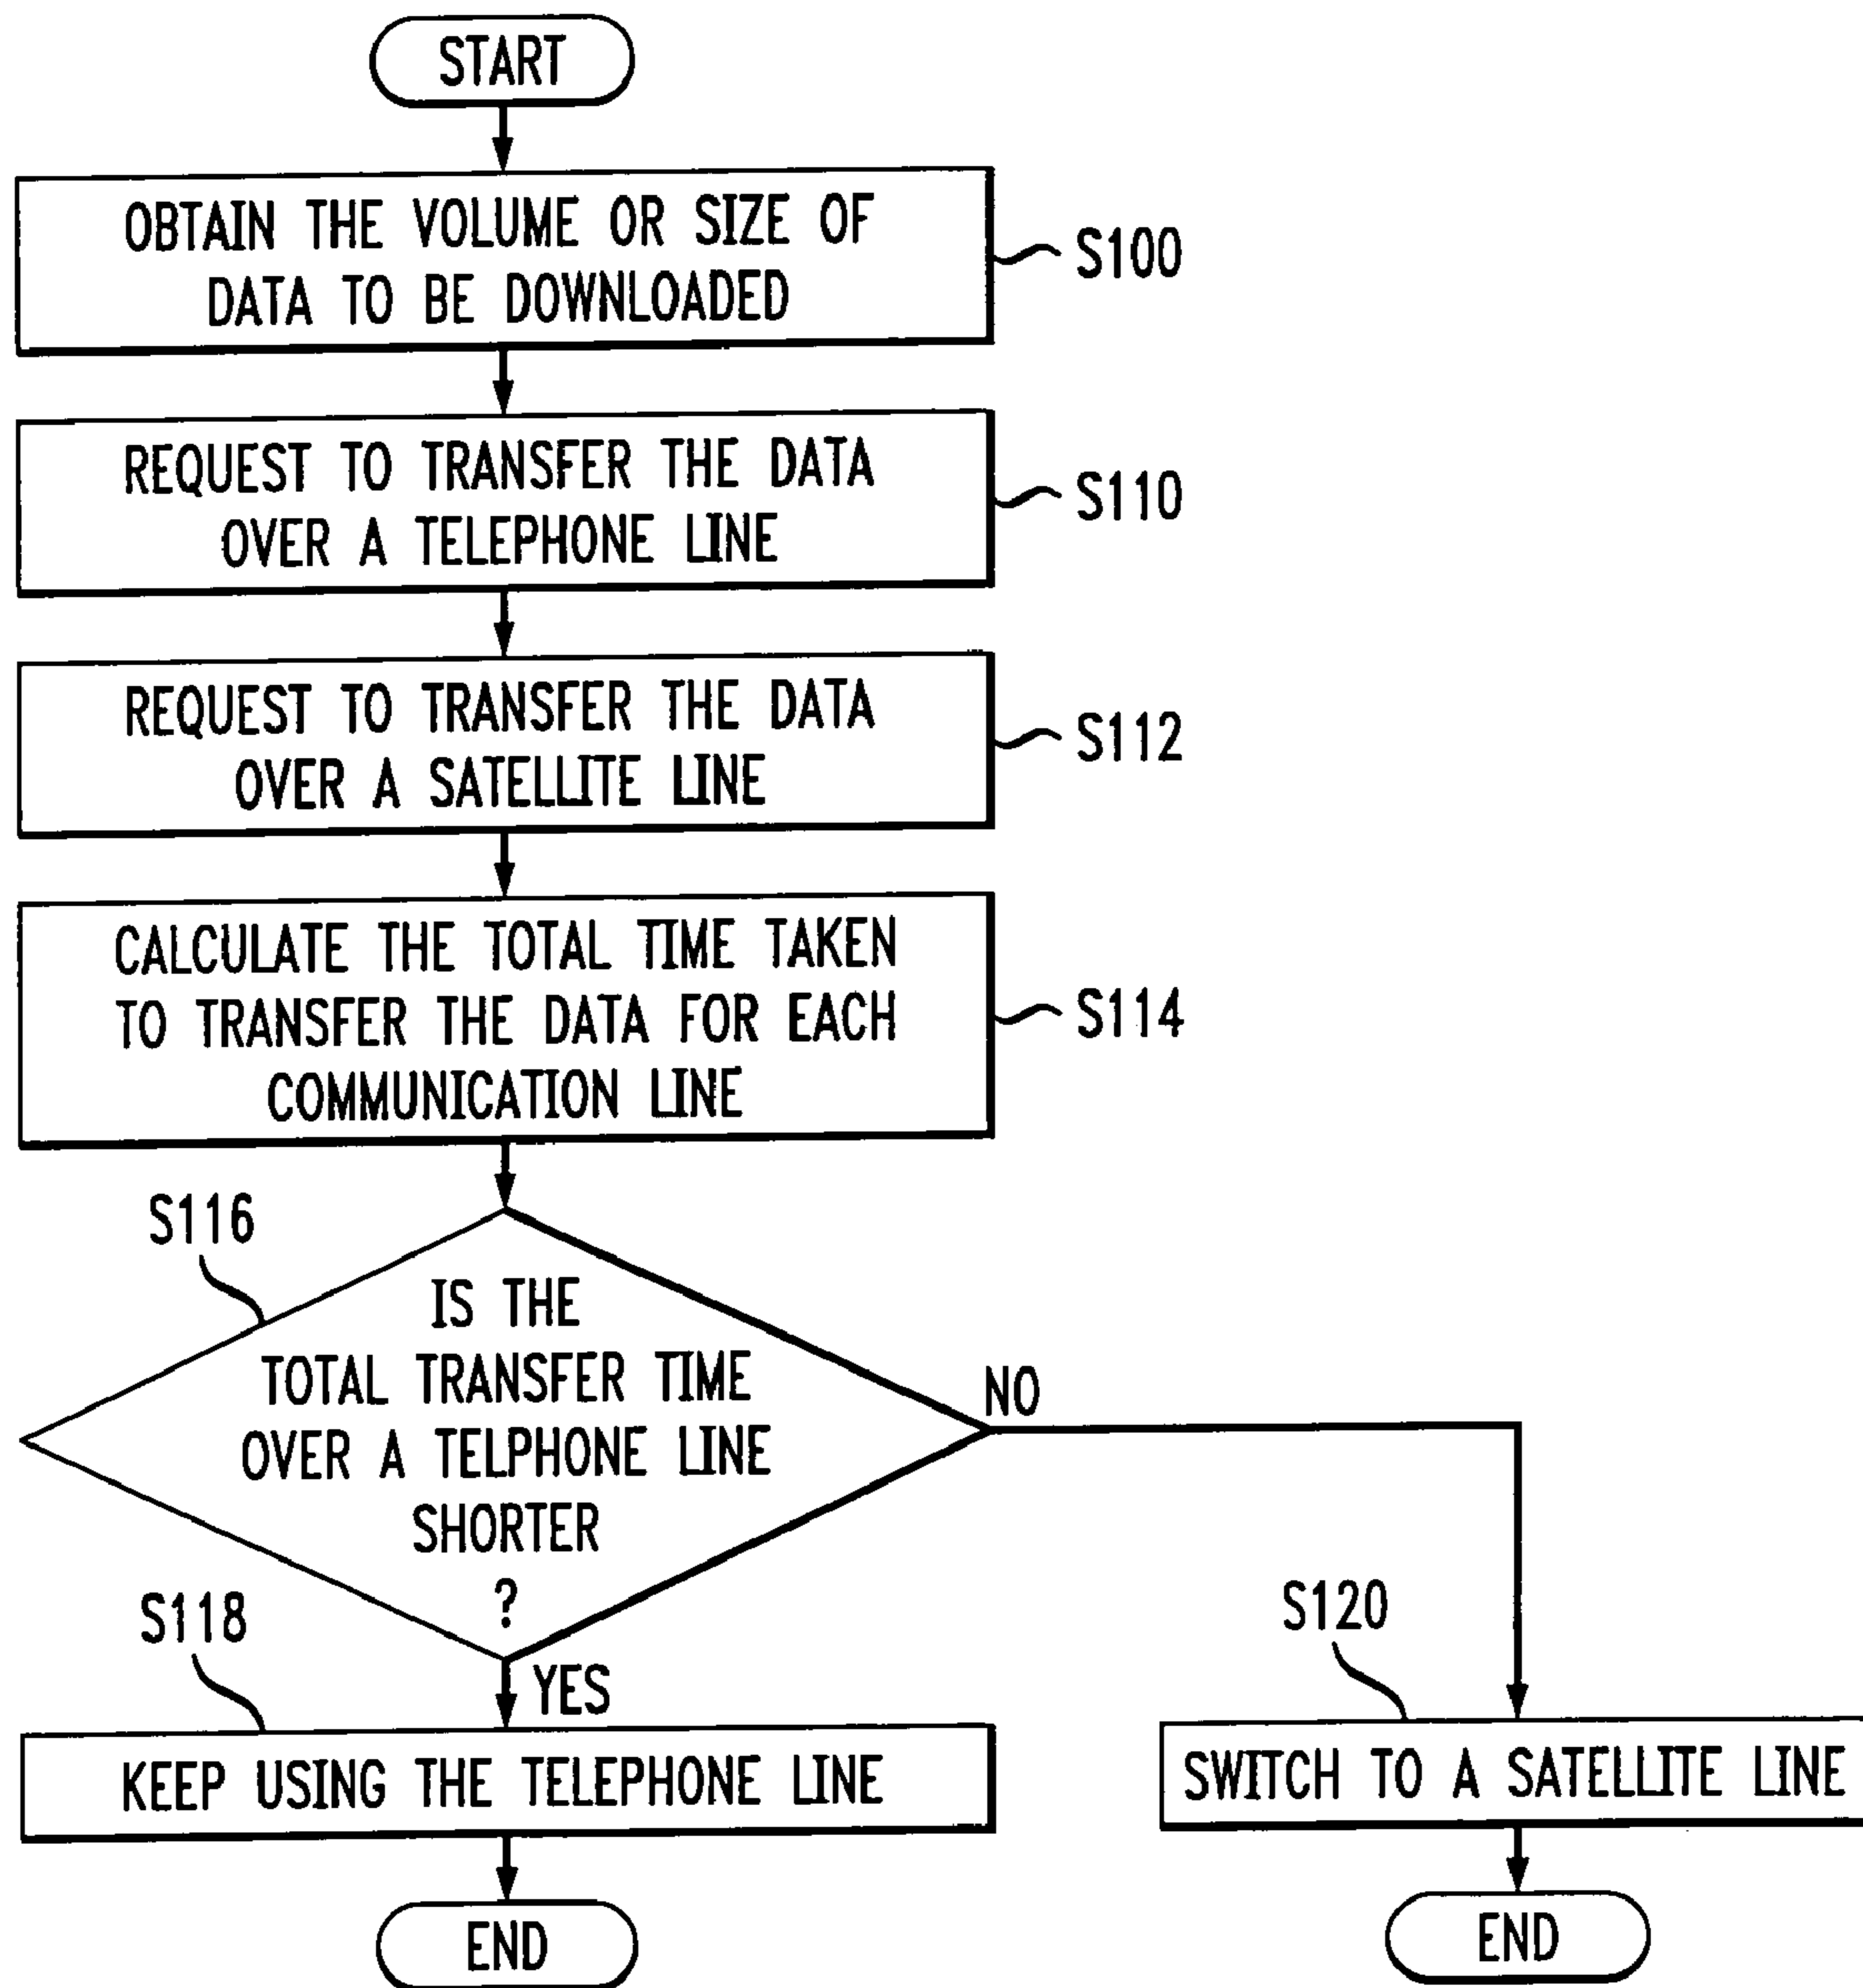 START
OBTAIN THE VOLUME OR SIZE OF
DATA TO BE DOWNLOADED
S100
REQUEST TO TRANSFER THE DATA
OVER A TELEPHONE LINE
S110
REQUEST TO TRANSFER THE DATA
OVER A SATELLITE LINE
S112
CALCULATE THE TOTAL TIME TAKEN
TO TRANSFER THE DATA FOR EACH
COMMUNICATION LINE
S114
S116
IS THE
TOTAL TRANSFER TIME
OVER A TELPHONE LINE
SHORTER
?
NO
YES
S118
KEEP USING THE TELEPHONE LINE
END
S120
SWITCH TO A SATELLITE LINE
END